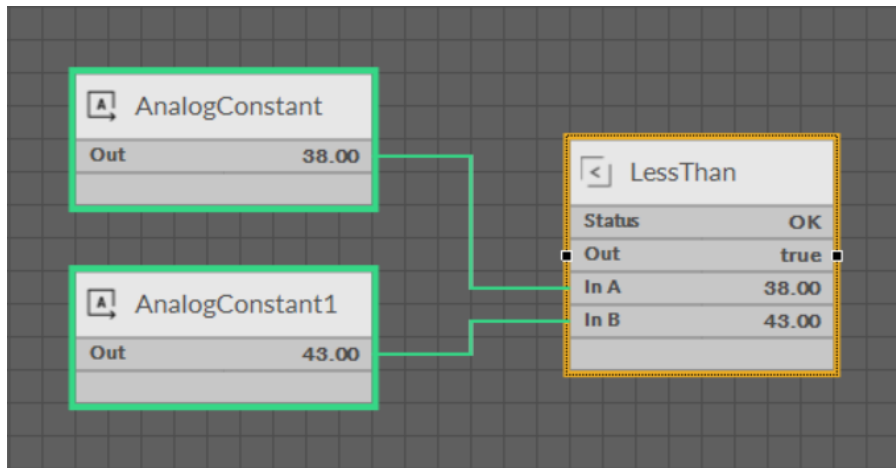 AnalogConstant
Out 38.00
AnalogConstant1
Out 43.00
LessThan
Status OK
Out true
In A 38.00
In B 43.00